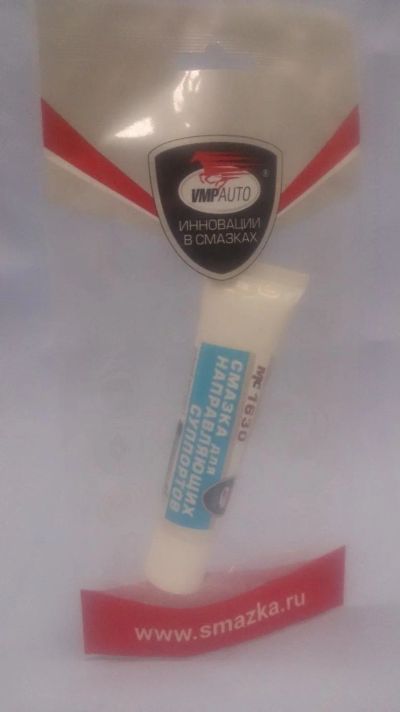 VMPAUTO
®
ИННОВАЦИИ
В СМАЗКАХ
МС 1630
СМАЗКА ДЛЯ
НАПРАВЛЯЮЩИХ
СУППОРТОВ
www.smazka.ru